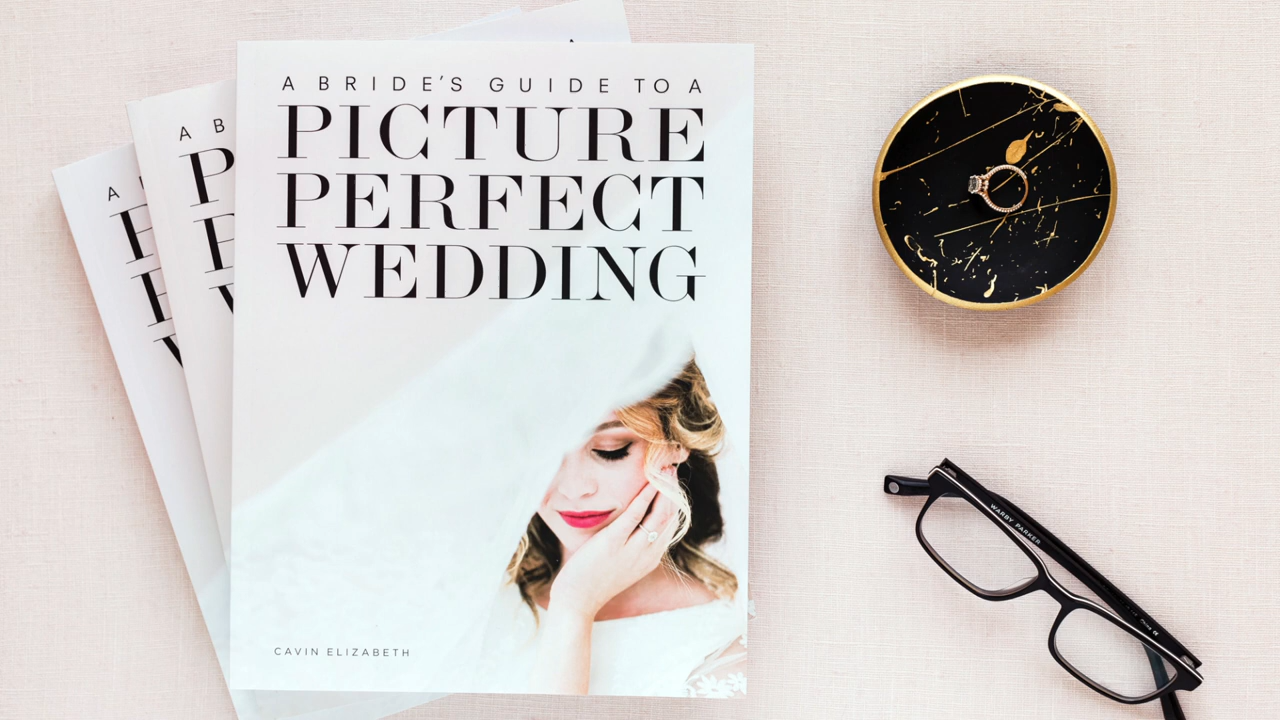 A BRIDE'S GUIDE TO A
PICTURE
PERFECT
WEDDING
CAVIN ELIZABETH
A B
P
A
WARBY PARKER